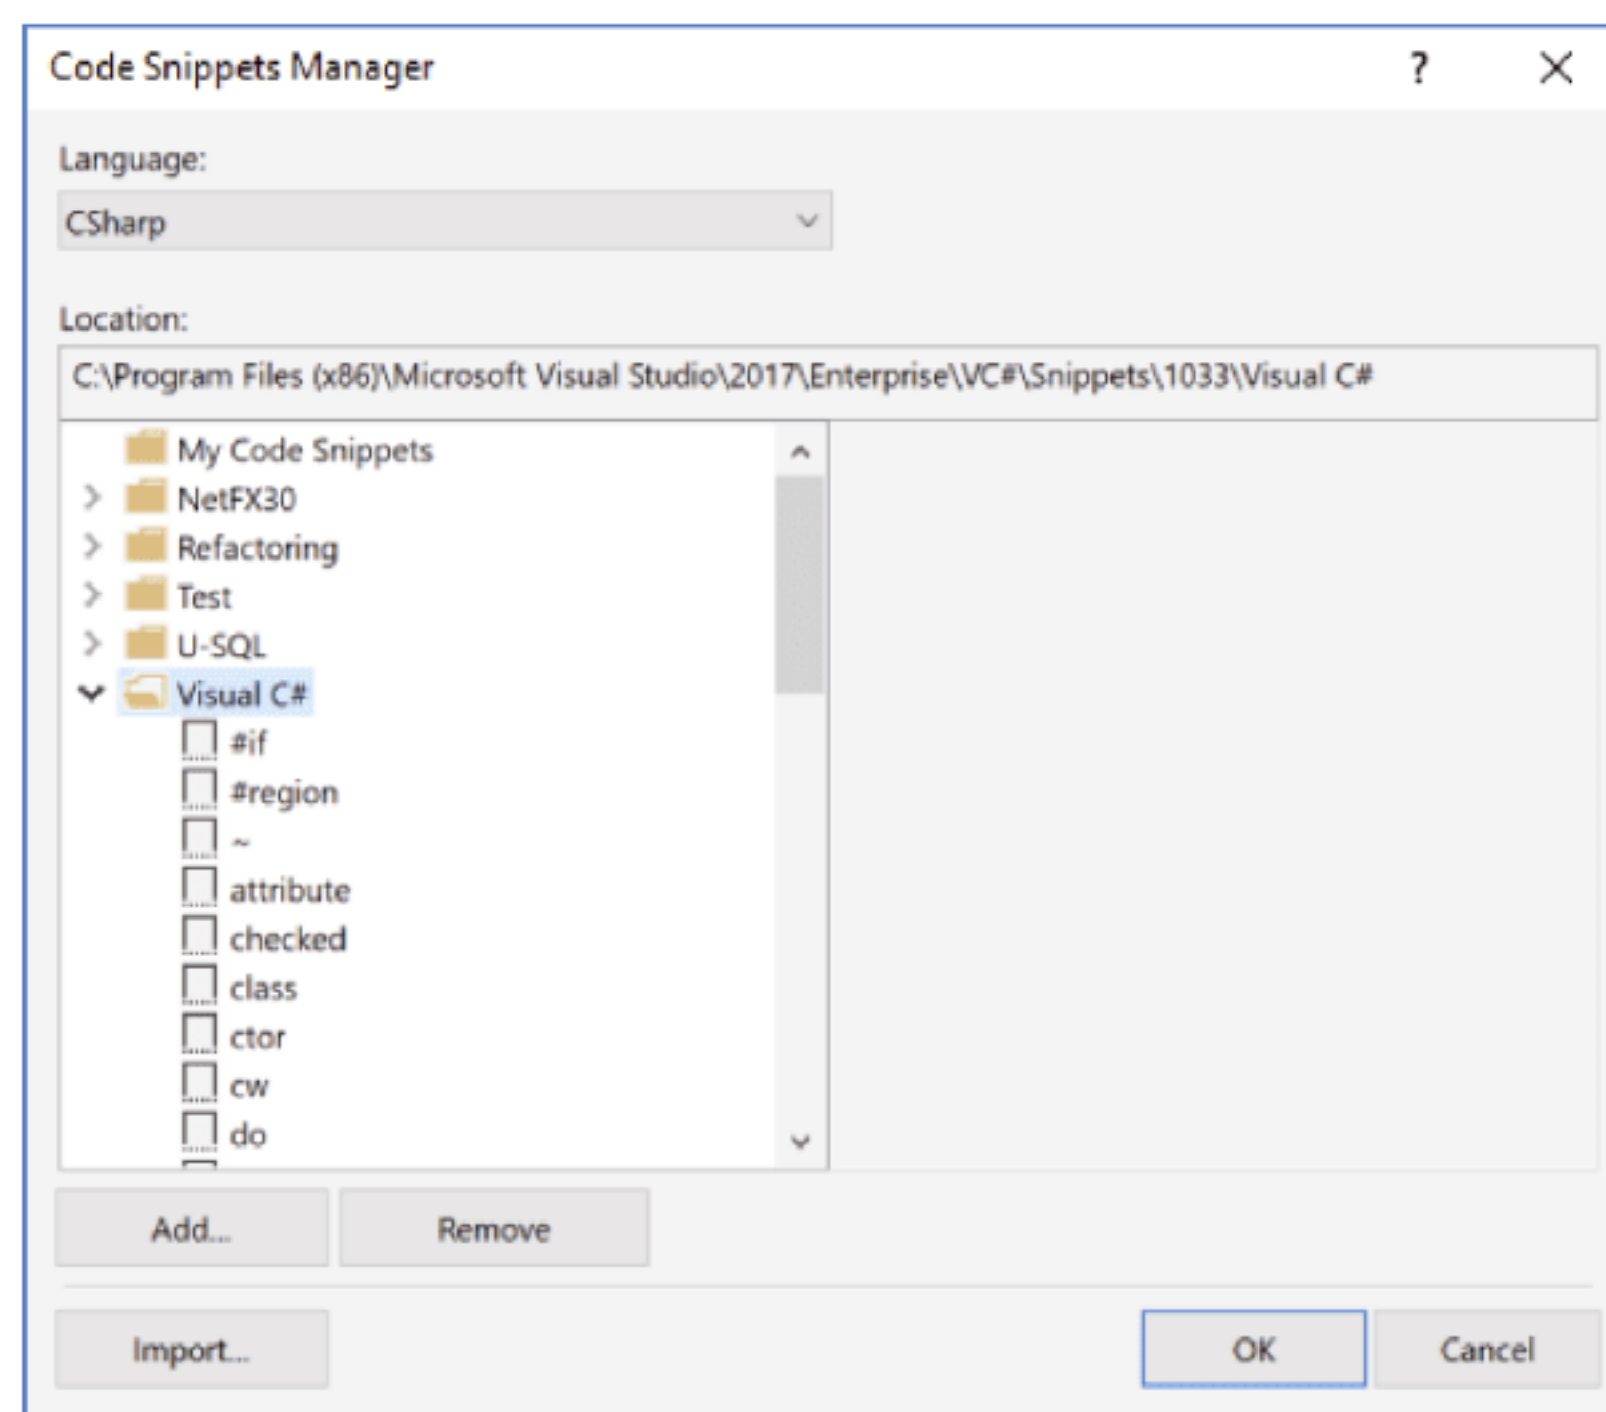 Code Snippets Manager ?
Language:
CSharp
Location:
C:\Program Files (x86)\Microsoft Visual Studio\2017\Enterprise\VC#\Snippets\1033\Visual C#
My Code Snippets
NetFX30
Refactoring
Test
U-SQL
Visual C#
#if
#region
~
attribute
checked
class
ctor
cw
do
Add... Remove
Import... OK Cancel